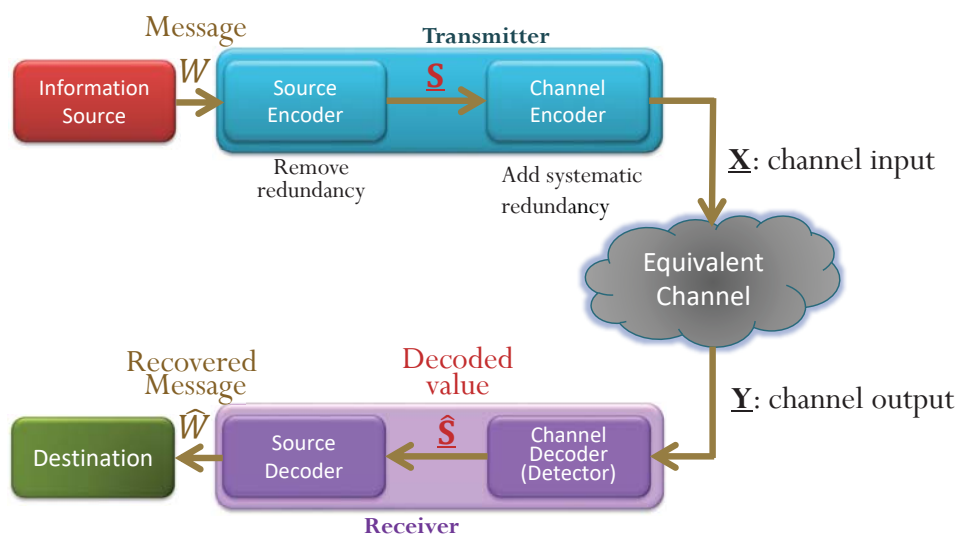 Message
Transmitter
W
S
Information
Source
Source
Encoder
Channel
Encoder
Remove
redundancy
Add systematic
redundancy
X: channel input
Equivalent
Channel
Recovered
Message
Ŵ
Decoded
value
Ŝ
Y: channel output
Destination
Source
Decoder
Channel
Decoder
(Detector)
Receiver